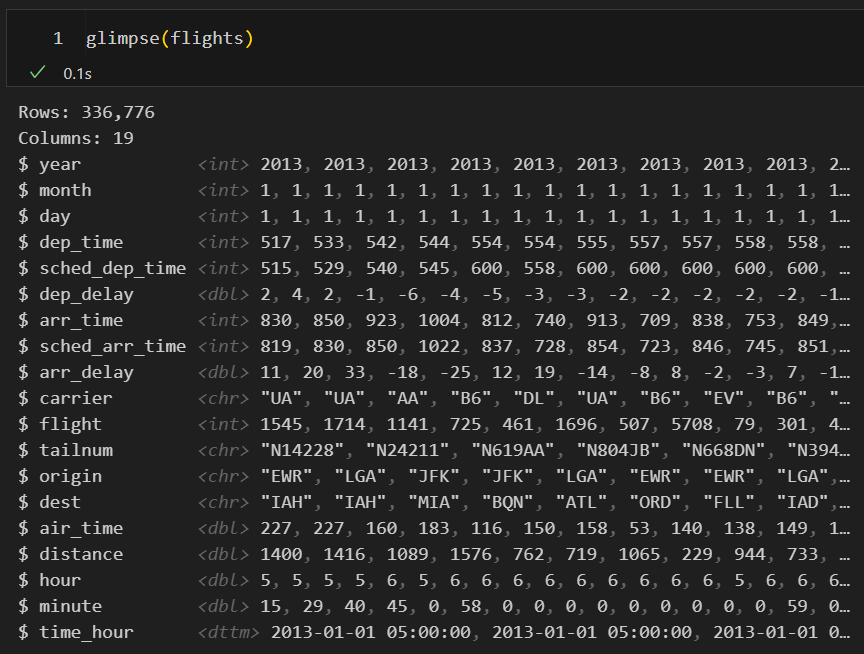 1 glimpse(flights)
0.1s
Rows: 336,776
Columns: 19
$ year <int> 2013, 2013, 2013, 2013, 2013, 2013, 2013, 2013, 2013, 2…
$ month <int> 1, 1, 1, 1, 1, 1, 1, 1, 1, 1, 1, 1, 1, 1, 1, 1, 1, 1, 1…
$ day <int> 1, 1, 1, 1, 1, 1, 1, 1, 1, 1, 1, 1, 1, 1, 1, 1, 1, 1, 1…
$ dep_time <int> 517, 533, 542, 544, 554, 554, 555, 557, 557, 558, 558, …
$ sched_dep_time <int> 515, 529, 540, 545, 600, 558, 600, 600, 600, 600, 600, …
$ dep_delay <dbl> 2, 4, 2, -1, -6, -4, -5, -3, -3, -2, -2, -2, -2, -2, -1…
$ arr_time <int> 830, 850, 923, 1004, 812, 740, 913, 709, 838, 753, 849,…
$ sched_arr_time <int> 819, 830, 850, 1022, 837, 728, 854, 723, 846, 745, 851,…
$ arr_delay <dbl> 11, 20, 33, -18, -25, 12, 19, -14, -8, 8, -2, -3, 7, -1…
$ carrier <chr> "UA", "UA", "AA", "B6", "DL", "UA", "B6", "EV", "B6", "…
$ flight <int> 1545, 1714, 1141, 725, 461, 1696, 507, 5708, 79, 301, 4…
$ tailnum <chr> "N14228", "N24211", "N619AA", "N804JB", "N668DN", "N394…
$ origin <chr> "EWR", "LGA", "JFK", "JFK", "LGA", "EWR", "EWR", "LGA",…
$ dest <chr> "IAH", "IAH", "MIA", "BQN", "ATL", "ORD", "FLL", "IAD",…
$ air_time <dbl> 227, 227, 160, 183, 116, 150, 158, 53, 140, 138, 149, 1…
$ distance <dbl> 1400, 1416, 1089, 1576, 762, 719, 1065, 229, 944, 733, …
$ hour <dbl> 5, 5, 5, 5, 6, 5, 6, 6, 6, 6, 6, 6, 6, 6, 6, 5, 6, 6, 6…
$ minute <dbl> 15, 29, 40, 45, 0, 58, 0, 0, 0, 0, 0, 0, 0, 0, 0, 59, 0…
$ time_hour <dttm> 2013-01-01 05:00:00, 2013-01-01 05:00:00, 2013-01-01 0…